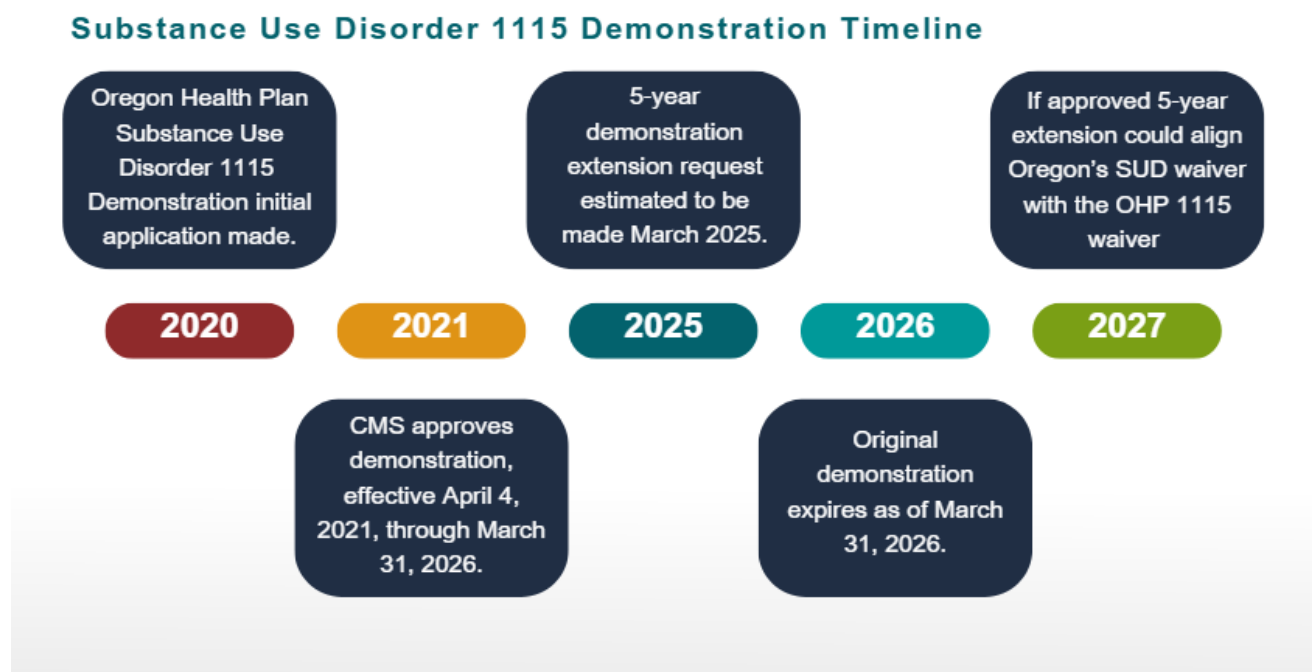 Substance Use Disorder 1115 Demonstration Timeline
Oregon Health Plan
Substance Use
Disorder 1115
Demonstration initial
application made.
5-year
demonstration
extension request
estimated to be
made March 2025.
If approved 5-year
extension could align
Oregon's SUD waiver
with the OHP 1115
waiver
2020
2021
2025
2026
2027
CMS approves
demonstration,
effective April 4,
2021, through March
31, 2026.
Original
demonstration
expires as of March
31, 2026.